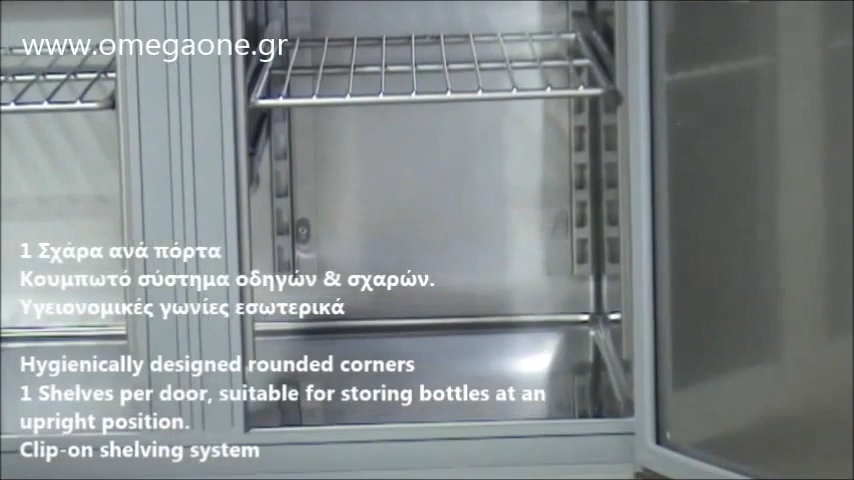 www.omegaone.gr
1 Σχάρα ανά πόρτα
Κουμπωτό σύστημα οδηγών & σχαρών.
Υγειονομικές γωνίες εσωτερικά
Hygienically designed rounded corners
1 Shelves per door, suitable for storing bottles at an
upright position.
Clip-on shelving system